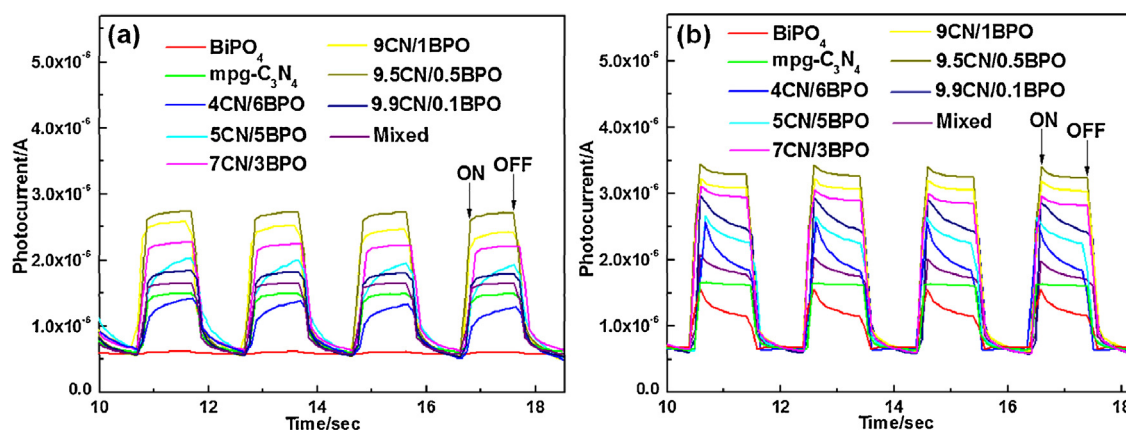 (a)
BiPO₄
mpg-C₃N₄
4CN/6BPO
5CN/5BPO
7CN/3BPO
9CN/1BPO
9.5CN/0.5BPO
9.9CN/0.1BPO
Mixed
ON
OFF
Photocurrent/A
5.0x10⁻⁶
4.0x10⁻⁶
3.0x10⁻⁶
2.0x10⁻⁶
1.0x10⁻⁶
0.0
10 12 14 16 18
Time/sec
(b)
BiPO₄
mpg-C₃N₄
4CN/6BPO
5CN/5BPO
7CN/3BPO
9CN/1BPO
9.5CN/0.5BPO
9.9CN/0.1BPO
Mixed
ON
OFF
Photocurrent/A
5.0x10⁻⁶
4.0x10⁻⁶
3.0x10⁻⁶
2.0x10⁻⁶
1.0x10⁻⁶
0.0
10 12 14 16 18
Time/sec